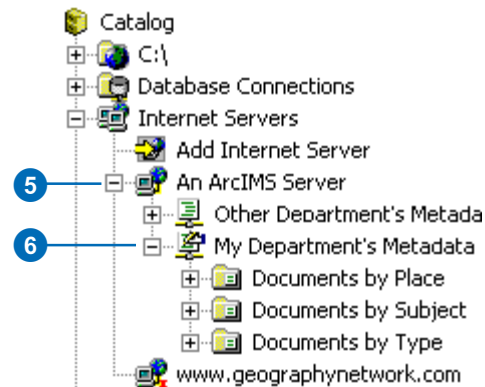 Catalog
C:\
Database Connections
Internet Servers
Add Internet Server
5 An ArcIMS Server
Other Department's Metada
6 My Department's Metadata
Documents by Place
Documents by Subject
Documents by Type
www.geographynetwork.com